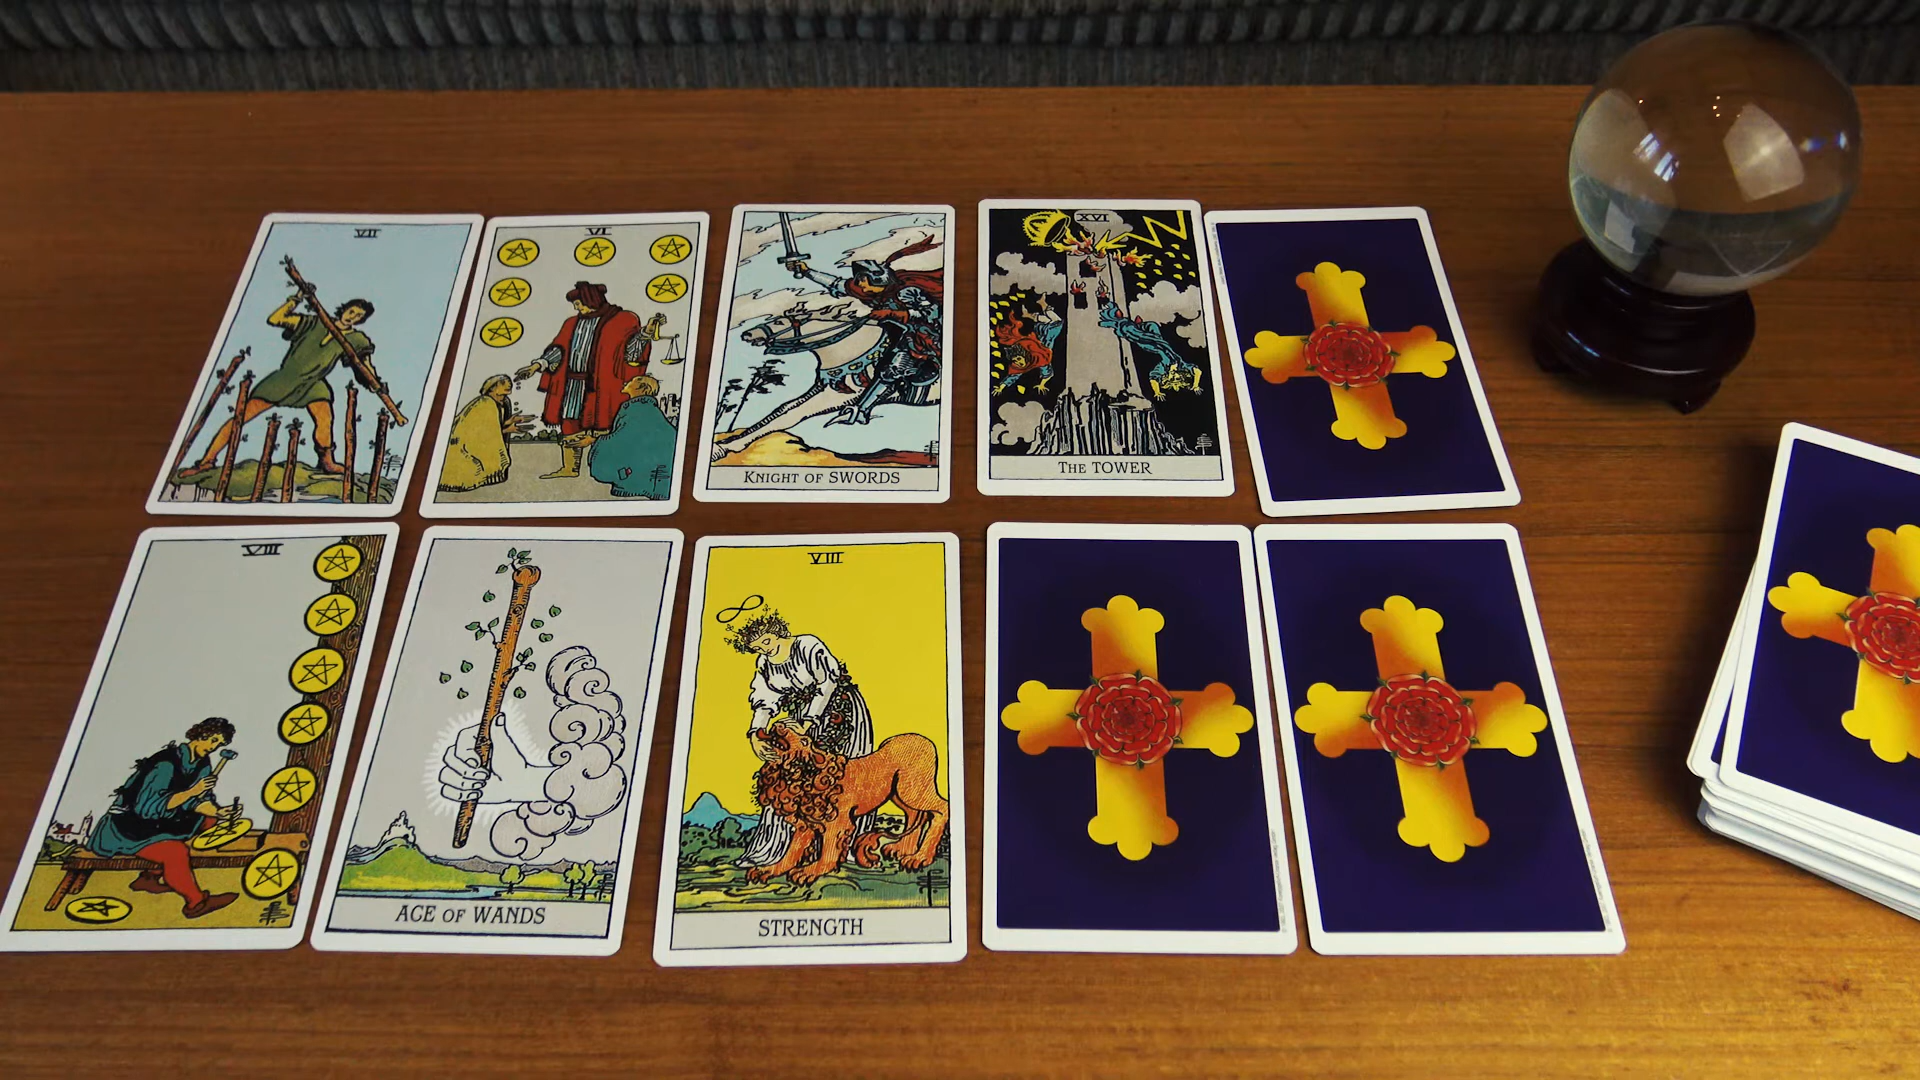 VII
VI
KNIGHT OF SWORDS
XVI
THE TOWER
VIII
ACE OF WANDS
VIII
STRENGTH